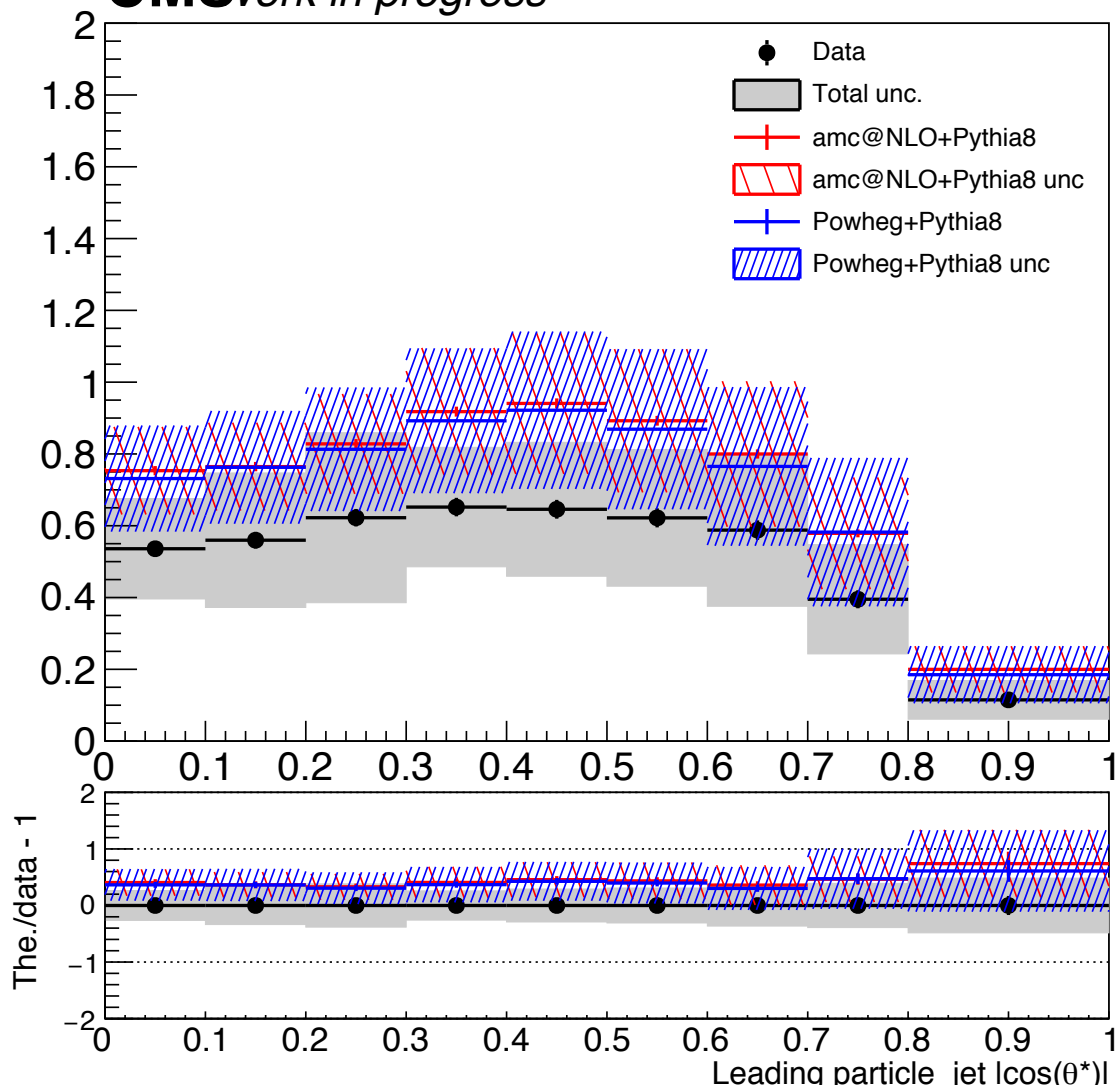 CMS Work in progress
2
1.8
1.6
1.4
1.2
1
0.8
0.6
0.4
0.2
0
Data
Total unc.
amc@NLO+Pythia8
amc@NLO+Pythia8 unc
Powheg+Pythia8
Powheg+Pythia8 unc
0 0.1 0.2 0.3 0.4 0.5 0.6 0.7 0.8 0.9 1
The./data - 1
2
1
0
−1
−2
0 0.1 0.2 0.3 0.4 0.5 0.6 0.7 0.8 0.9 1
Leading particle_jet |cos(θ*)|